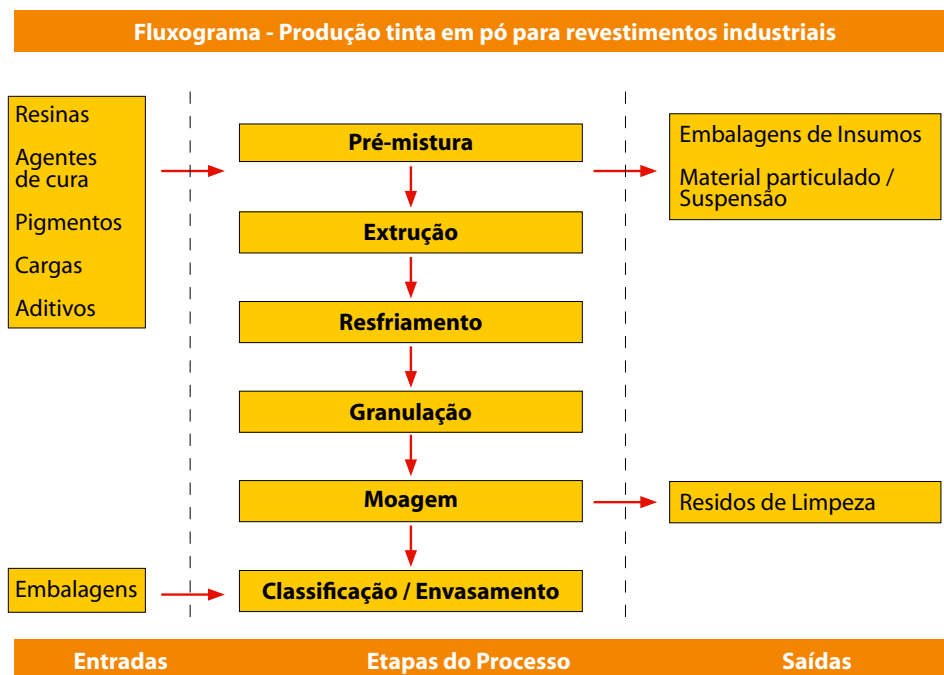 Fluxograma - Produção tinta em pó para revestimentos industriais
Resinas
Agentes
de cura
Pigmentos
Cargas
Aditivos
Pré-mistura
Embalagens de Insumos
Material particulado /
Suspensão
Extrução
Resfriamento
Granulação
Moagem
Residos de Limpeza
Embalagens
Classificação / Envasamento
Entradas
Etapas do Processo
Saídas